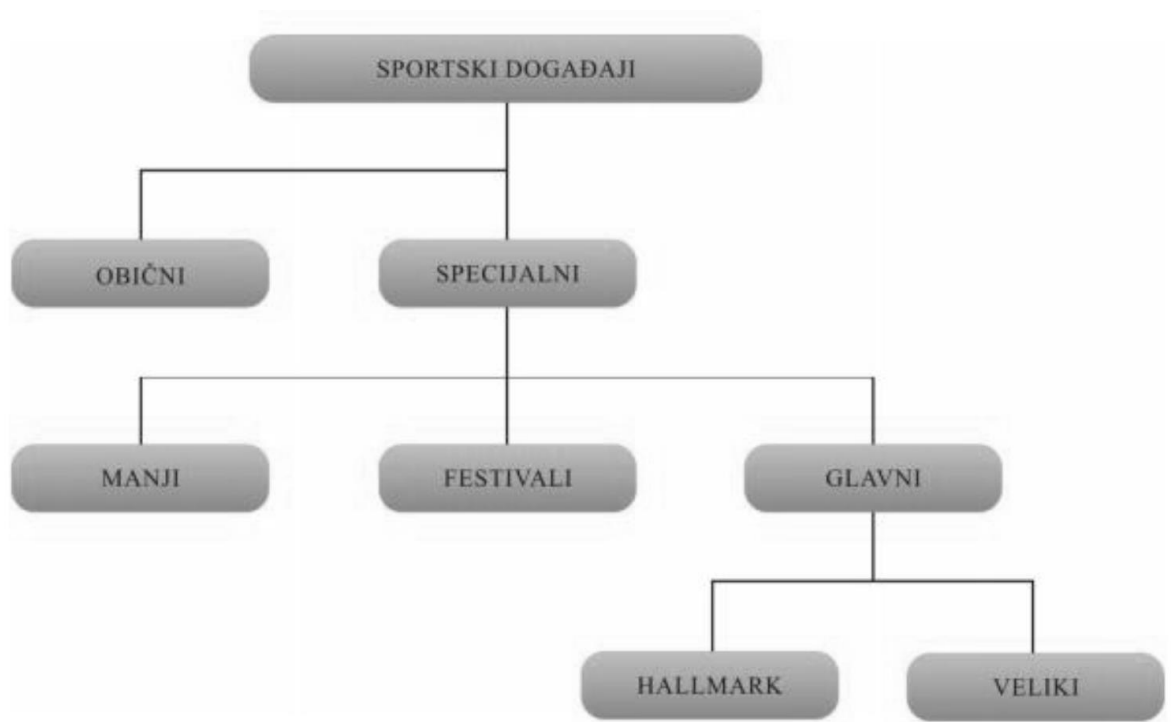 SPORTSKI DOGAĐAJI
OBIČNI
SPECIJALNI
MANJI
FESTIVALI
GLAVNI
HALLMARK
VELIKI